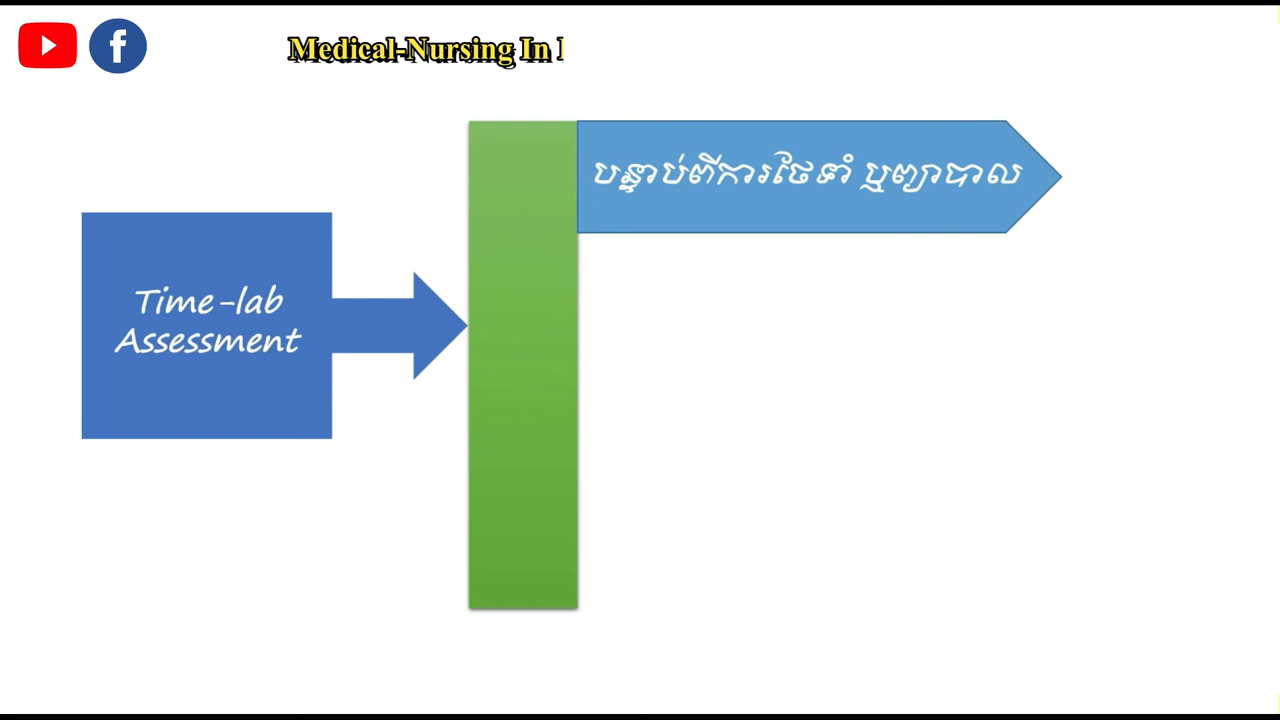 Medical-Nursing In
បន្ទាប់ពីការថែទាំ ឬព្យាបាល
Time-lab
Assessment